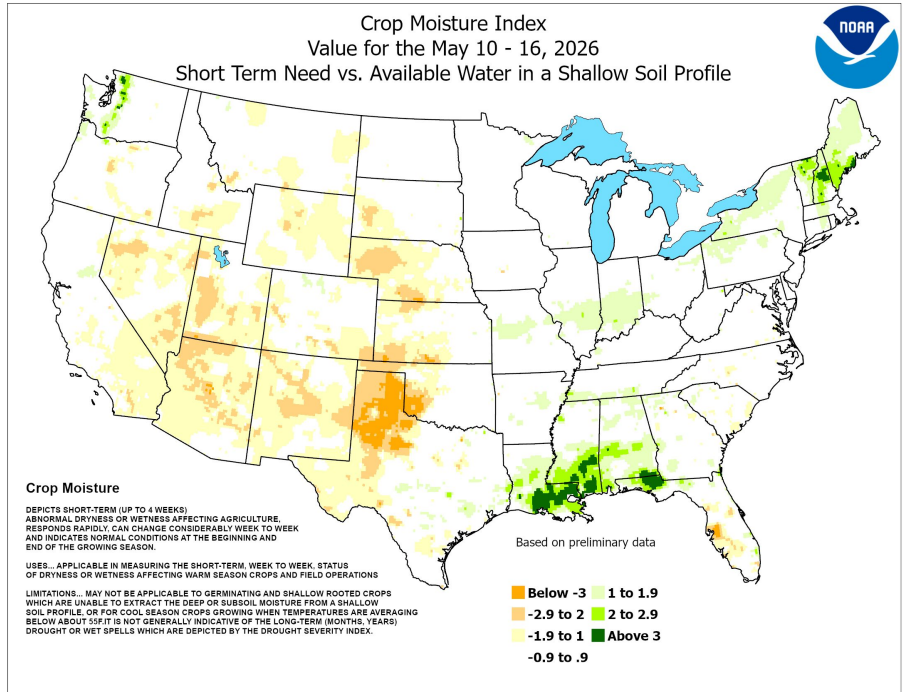 Crop Moisture Index
Value for the May 10 - 16, 2026
Short Term Need vs. Available Water in a Shallow Soil Profile
NOAA
Crop Moisture
DEPICTS SHORT-TERM (UP TO 4 WEEKS)
ABNORMAL DRYNESS OR WETNESS AFFECTING AGRICULTURE,
RESPONDS RAPIDLY, CAN CHANGE CONSIDERABLY WEEK TO WEEK
AND INDICATES NORMAL CONDITIONS AT THE BEGINNING AND
END OF THE GROWING SEASON.
USES... APPLICABLE IN MEASURING THE SHORT-TERM, WEEK TO WEEK, STATUS
OF DRYNESS OR WETNESS AFFECTING WARM SEASON CROPS AND FIELD OPERATIONS
LIMITATIONS... MAY NOT BE APPLICABLE TO GERMINATING AND SHALLOW ROOTED CROPS
WHICH ARE UNABLE TO EXTRACT THE DEEP OR SUBSOIL MOISTURE FROM A SHALLOW
SOIL PROFILE, OR FOR COOL SEASON CROPS GROWING WHEN TEMPERATURES ARE AVERAGING
BELOW ABOUT 55F.IT IS NOT GENERALLY INDICATIVE OF THE LONG-TERM (MONTHS, YEARS)
DROUGHT OR WET SPELLS WHICH ARE DEPICTED BY THE DROUGHT SEVERITY INDEX.
Based on preliminary data
Below -3
-2.9 to 2
-1.9 to 1
-0.9 to .9
1 to 1.9
2 to 2.9
Above 3